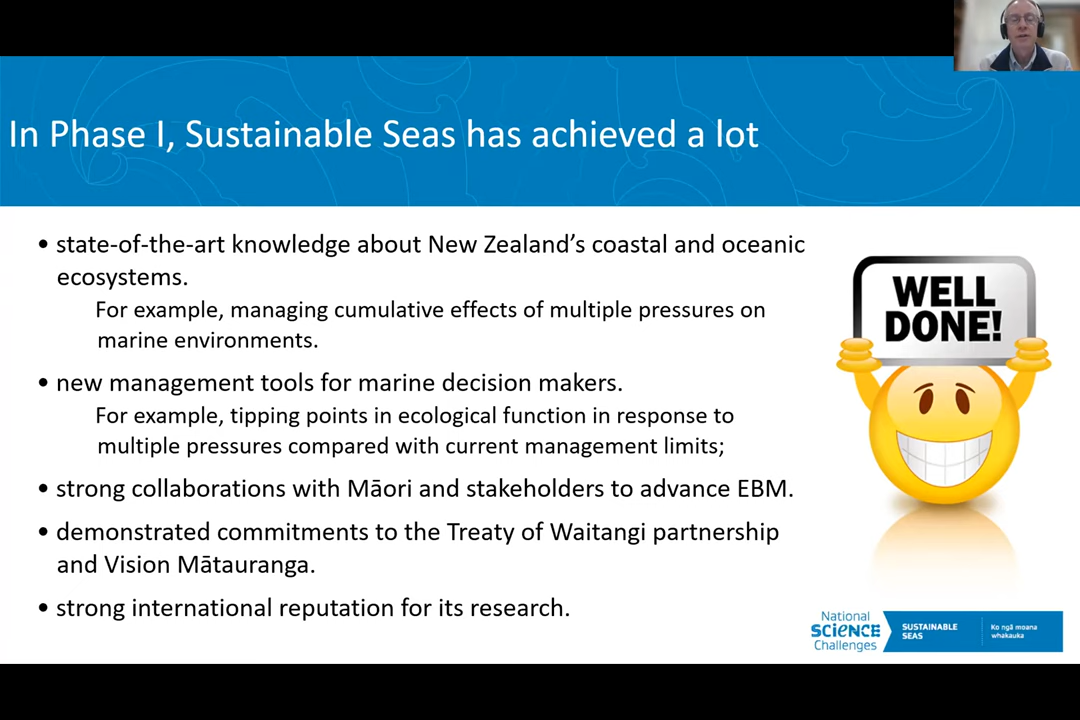 In Phase I, Sustainable Seas has achieved a lot
• state-of-the-art knowledge about New Zealand's coastal and oceanic
ecosystems.
For example, managing cumulative effects of multiple pressures on
marine environments.
• new management tools for marine decision makers.
For example, tipping points in ecological function in response to
multiple pressures compared with current management limits;
• strong collaborations with Māori and stakeholders to advance EBM.
• demonstrated commitments to the Treaty of Waitangi partnership
and Vision Mātauranga.
• strong international reputation for its research.
WELL
DONE!
National
SCIENCE
Challenges
SUSTAINABLE
SEAS
Ko ngā moana
whakauka